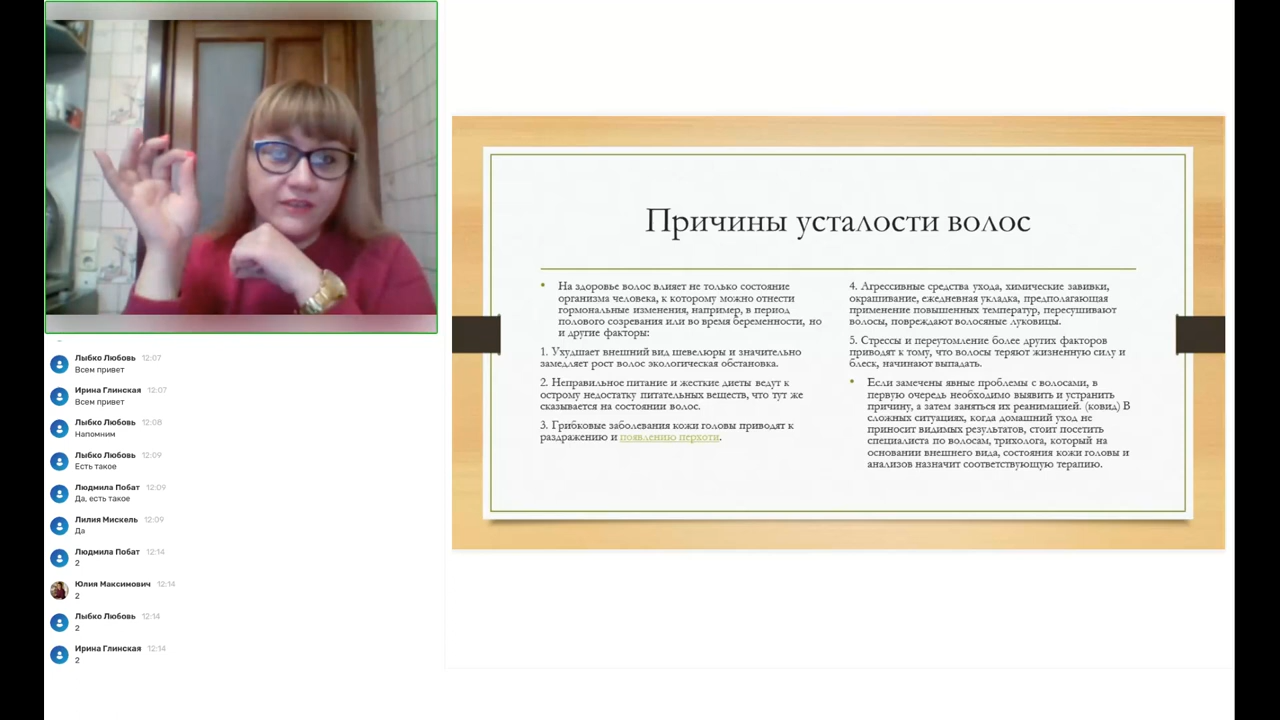 Причины усталости волос
На здоровье волос влияет не только состояние
организма человека, к которому можно отнести
гормональные изменения, например, в период
полового созревания или во время беременности, но
и другие факторы:
1. Ухудшает внешний вид шевелюры и значительно
замедляет рост волос экологическая обстановка.
2. Неправильное питание и жесткие диеты ведут к
острому недостатку питательных веществ, что тут же
сказывается на состоянии волос.
3. Грибковые заболевания кожи головы приводят к
раздражению и появлению перхоти.
4. Агрессивные средства ухода, химические завивки,
окрашивание, ежедневная укладка, предполагающая
применение повышенных температур, пересушивают
волосы, повреждают волосяные луковицы.
5. Стрессы и переутомление более других факторов
приводят к тому, что волосы теряют жизненную силу и
блеск, начинают выпадать.
Если замечены явные проблемы с волосами, в
первую очередь необходимо выявить и устранить
причину, а затем заняться их реанимацией. (ковид) В
сложных ситуациях, когда домашний уход не
приносит видимых результатов, стоит посетить
специалиста по волосам, трихолога, который на
основании внешнего вида, состояния кожи головы и
анализов назначит соответствующую терапию.
Лыбко Любовь 12:07
Всем привет
Ирина Глинская 12:07
Всем привет
Лыбко Любовь 12:08
Напомним
Лыбко Любовь 12:09
Есть такое
Людмила Побат 12:09
Да, есть такое
Лилия Мискель 12:09
Да
Людмила Побат 12:14
2
Юлия Максимович 12:14
2
Лыбко Любовь 12:14
2
Ирина Глинская 12:14
2